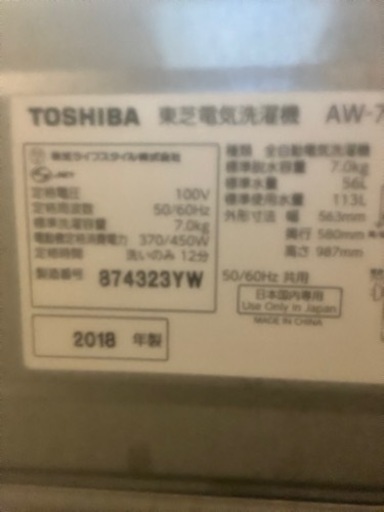 TOSHIBA 東芝電気洗濯機 AW-7
東芝ライフスタイル株式会社
定格電圧 100V
定格周波数 50/60Hz
標準洗濯容量 7.0kg
電動機定格消費電力 370/450W
定格時間 洗いのみ 12分
製造番号 874323YW
2018 年製
種類 全自動電気洗濯機
標準脱水容量 7.0kg
標準水量 56L
標準使用水量 113L
外形寸法 幅 563mm
奥行 580mm
高さ 987mm
50/60Hz 共用
日本国内専用
Use Only in Japan
MADE IN CHINA